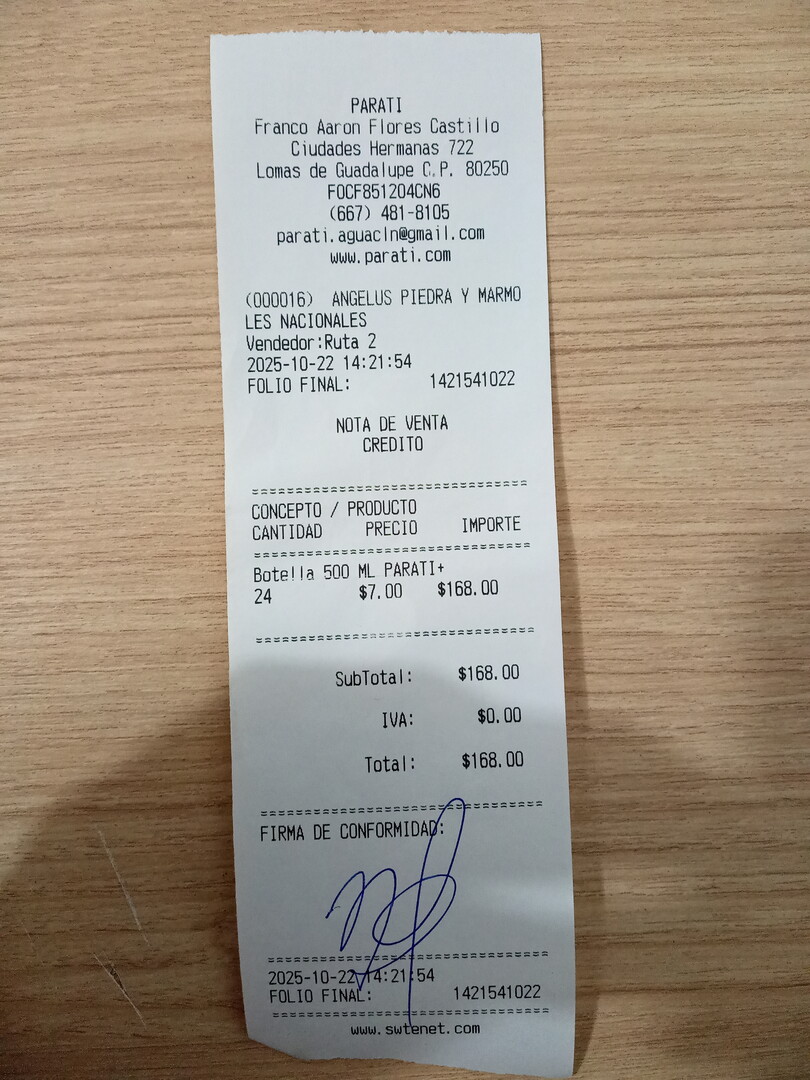 PARATI
Franco Aaron Flores Castillo
Ciudades Hermanas 722
Lomas de Guadalupe C.P. 80250
FOCF851204CN6
(667) 481-8105
parati.aguacln@gmail.com
www.parati.com
(000016) ANGELUS PIEDRA Y MARMO
LES NACIONALES
Vendedor:Ruta 2
2025-10-22 14:21:54
FOLIO FINAL: 1421541022
NOTA DE VENTA
CREDITO
CONCEPTO / PRODUCTO
CANTIDAD PRECIO IMPORTE
Botella 500 ML PARATI+
24 $7.00 $168.00
SubTotal: $168.00
IVA: $0.00
Total: $168.00
FIRMA DE CONFORMIDAD:
2025-10-22 14:21:54
FOLIO FINAL: 1421541022
www.swtenet.com